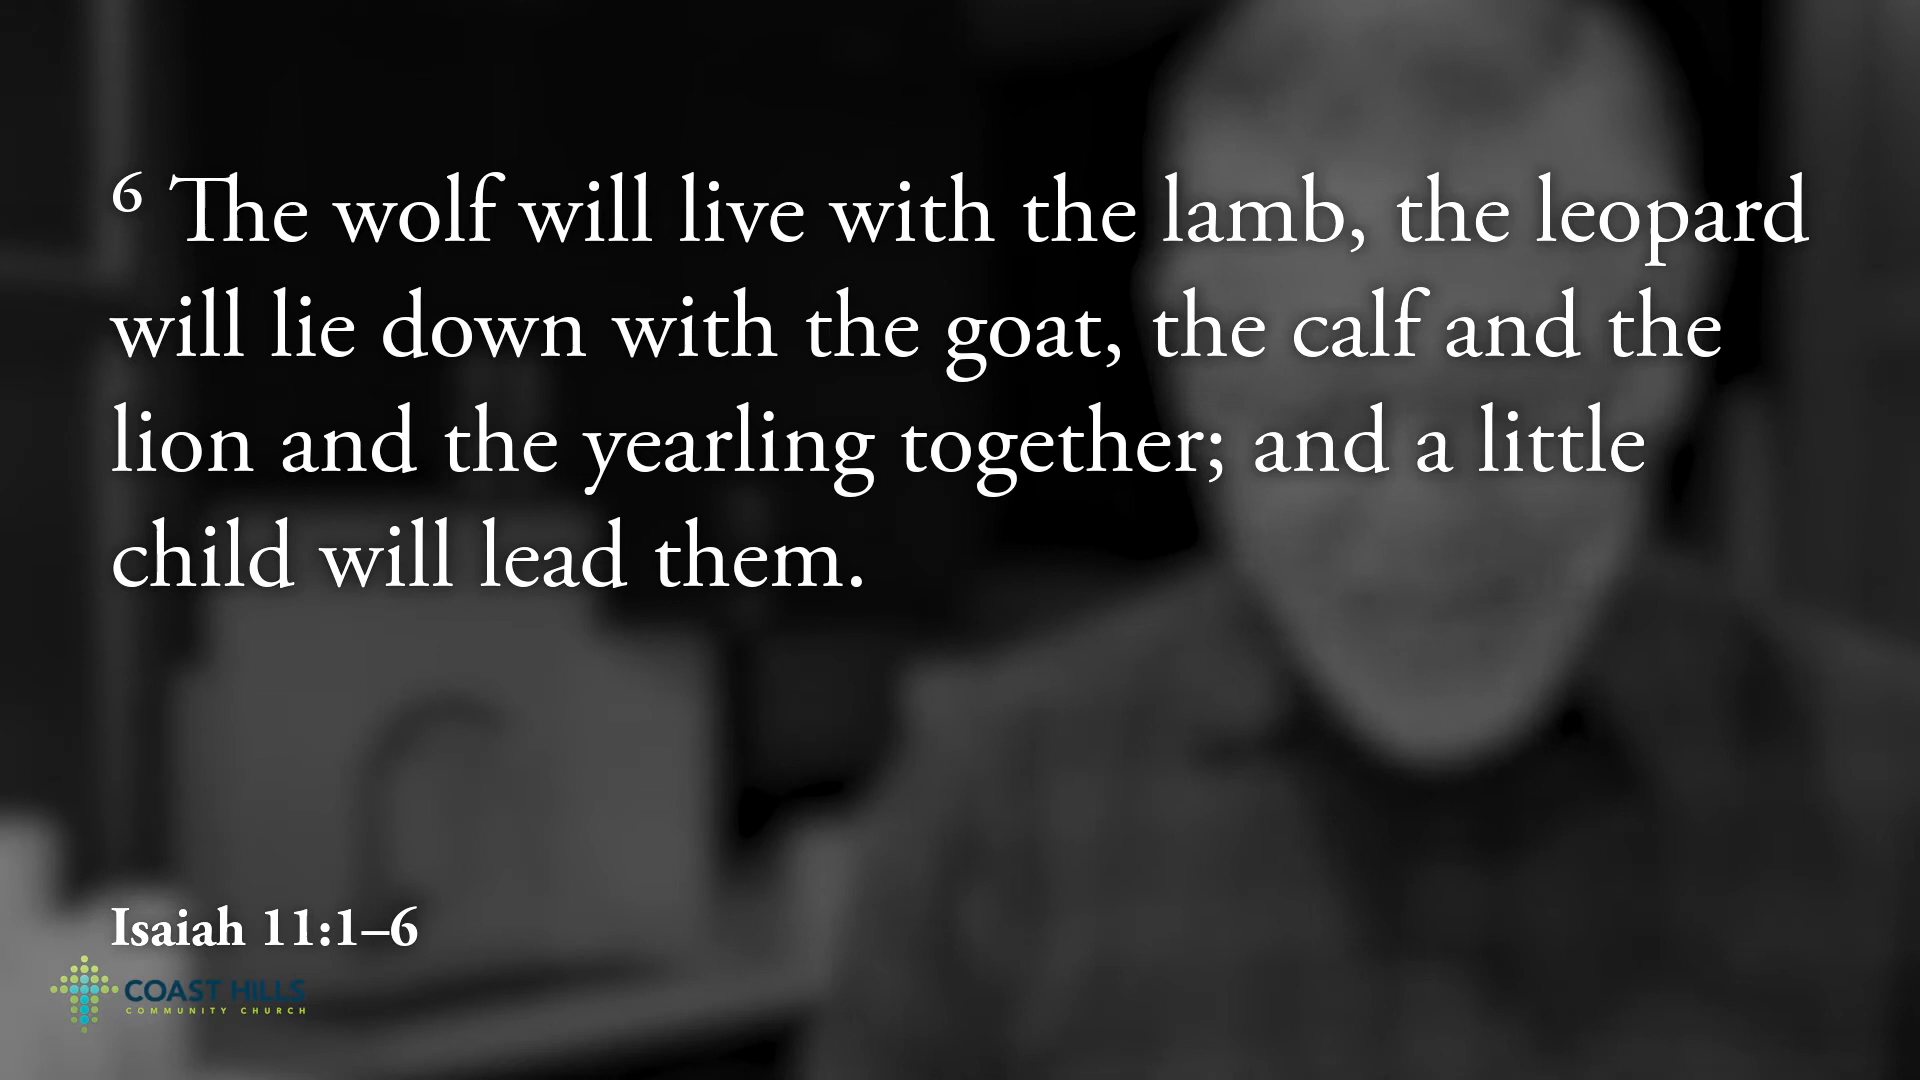 ⁶ The wolf will live with the lamb, the leopard
will lie down with the goat, the calf and the
lion and the yearling together; and a little
child will lead them.
Isaiah 11:1–6
COAST HILLS
COMMUNITY CHURCH